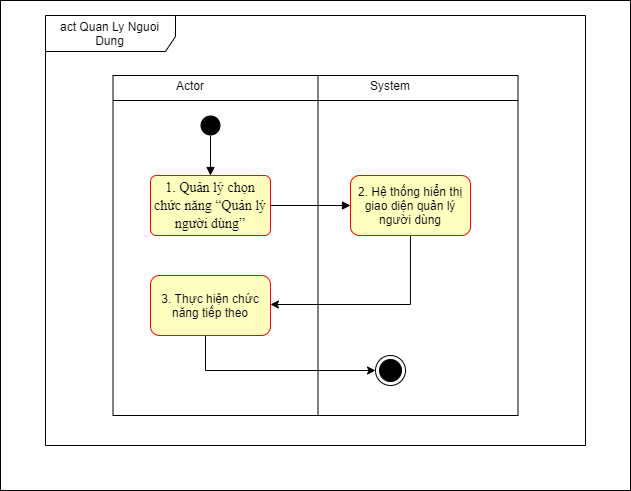 act Quan Ly Nguoi
Dung
Actor
System
1. Quản lý chọn
chức năng “Quản lý
người dùng”
2. Hệ thống hiển thị
giao diện quản lý
người dùng
3. Thực hiện chức
năng tiếp theo